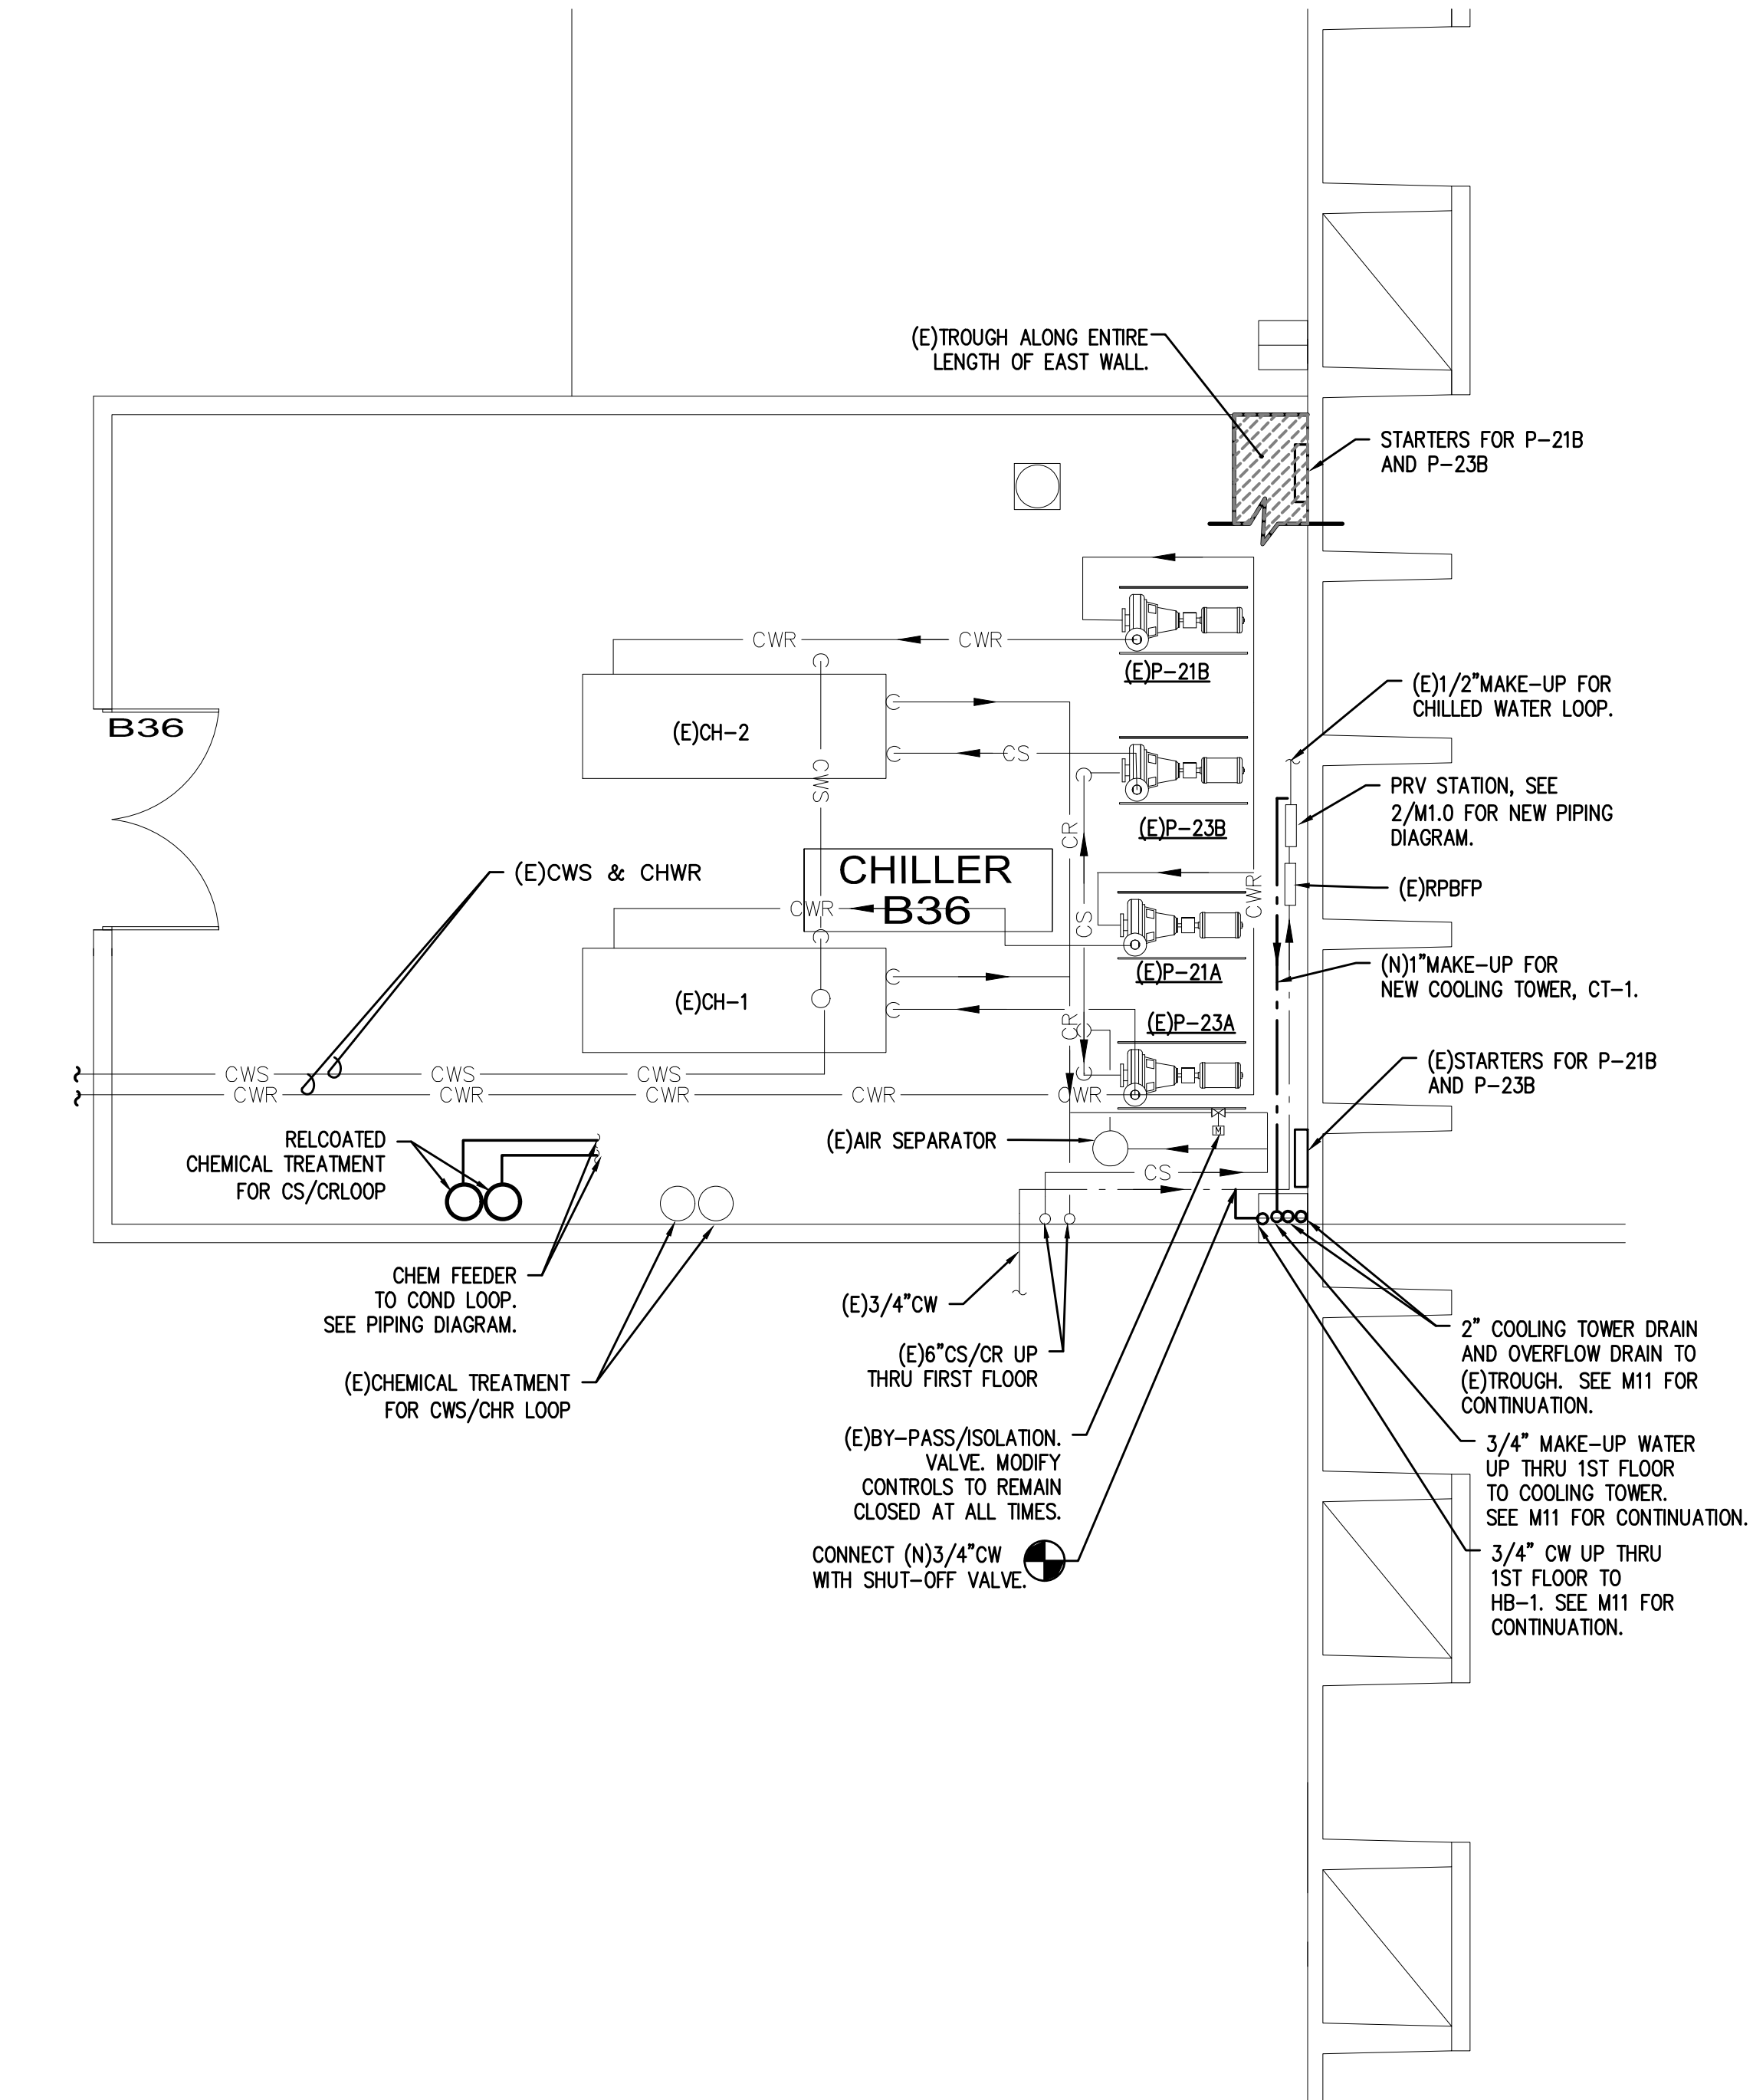 (E)TROUGH ALONG ENTIRE
LENGTH OF EAST WALL.
STARTERS FOR P-21B
AND P-23B
CWR
CWR
(E)P-21B
(E)1/2"MAKE-UP FOR
CHILLED WATER LOOP.
B36
(E)CH-2
CS
CWS
PRV STATION, SEE
2/M1.0 FOR NEW PIPING
DIAGRAM.
(E)P-23B
CR
(E)CWS & CHWR
CHILLER
B36
CWR
CS
CWR
(E)RPBFP
(E)P-21A
(N)1"MAKE-UP FOR
NEW COOLING TOWER, CT-1.
(E)CH-1
CR
(E)P-23A
(E)STARTERS FOR P-21B
AND P-23B
CWS
CWS
CWS
CWR
CWR
CWR
CWR
CWR
M
(E)AIR SEPARATOR
RELCOATED
CHEMICAL TREATMENT
FOR CS/CRLOOP
CS
CHEM FEEDER
TO COND LOOP.
SEE PIPING DIAGRAM.
(E)3/4"CW
(E)6"CS/CR UP
THRU FIRST FLOOR
(E)CHEMICAL TREATMENT
FOR CWS/CHR LOOP
2" COOLING TOWER DRAIN
AND OVERFLOW DRAIN TO
(E)TROUGH. SEE M11 FOR
CONTINUATION.
(E)BY-PASS/ISOLATION.
VALVE. MODIFY
CONTROLS TO REMAIN
CLOSED AT ALL TIMES.
3/4" MAKE-UP WATER
UP THRU 1ST FLOOR
TO COOLING TOWER.
SEE M11 FOR CONTINUATION.
CONNECT (N)3/4"CW
WITH SHUT-OFF VALVE.
3/4" CW UP THRU
1ST FLOOR TO
HB-1. SEE M11 FOR
CONTINUATION.